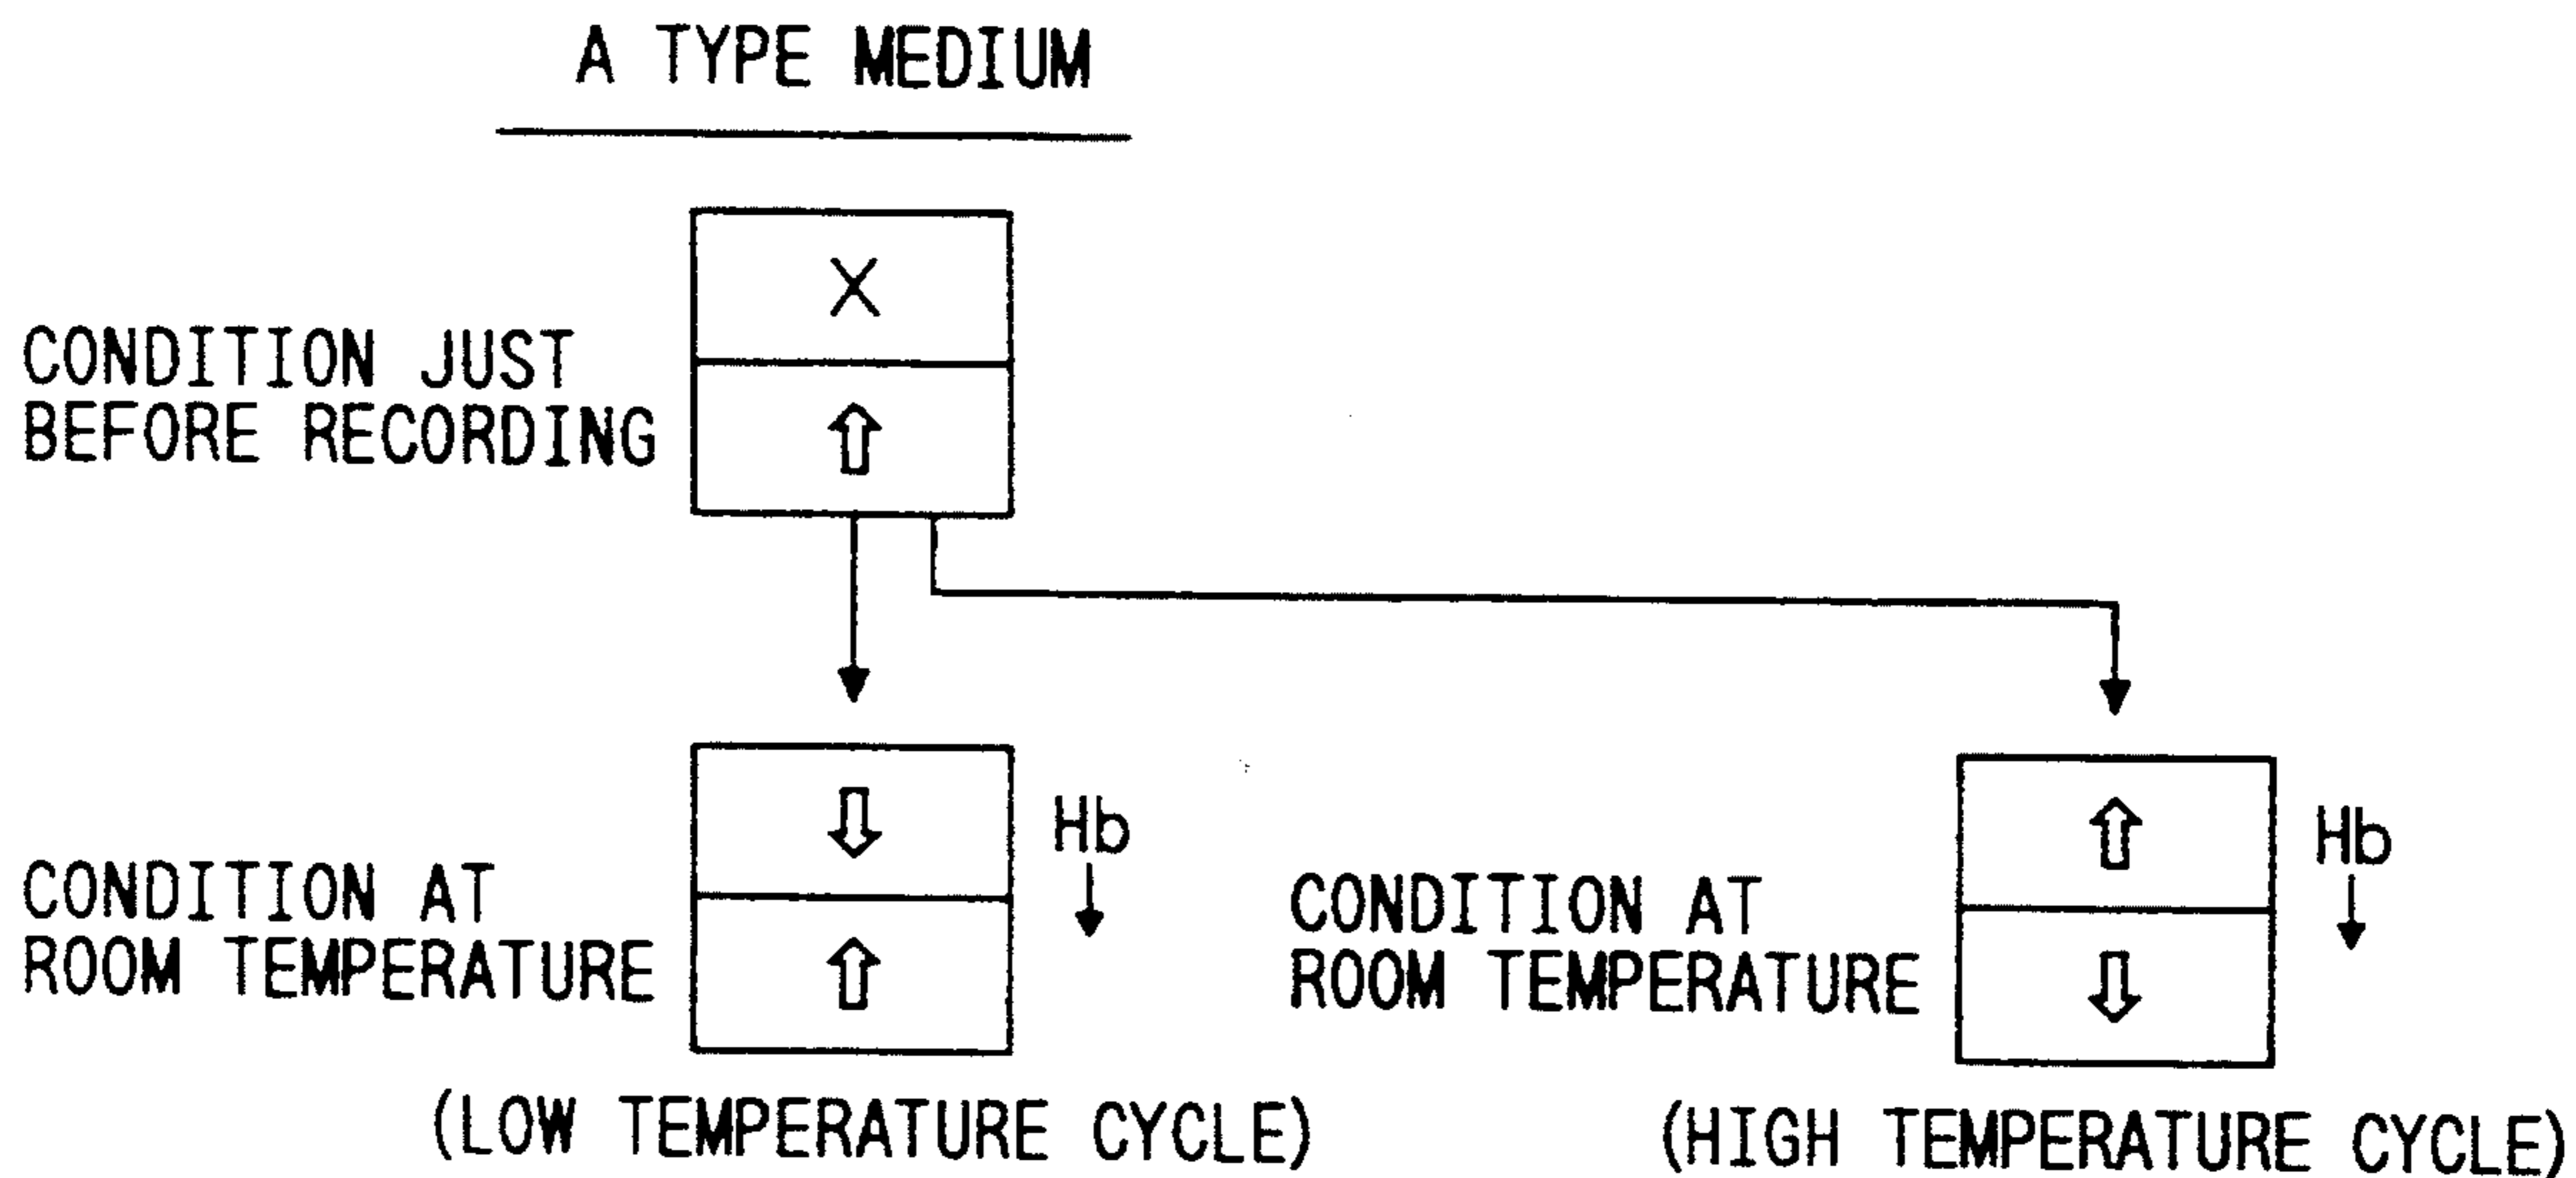 A TYPE MEDIUM
X
CONDITION JUST
BEFORE RECORDING
Hb
CONDITION AT
ROOM TEMPERATURE
(LOW TEMPERATURE CYCLE)
Hb
CONDITION AT
ROOM TEMPERATURE
(HIGH TEMPERATURE CYCLE)